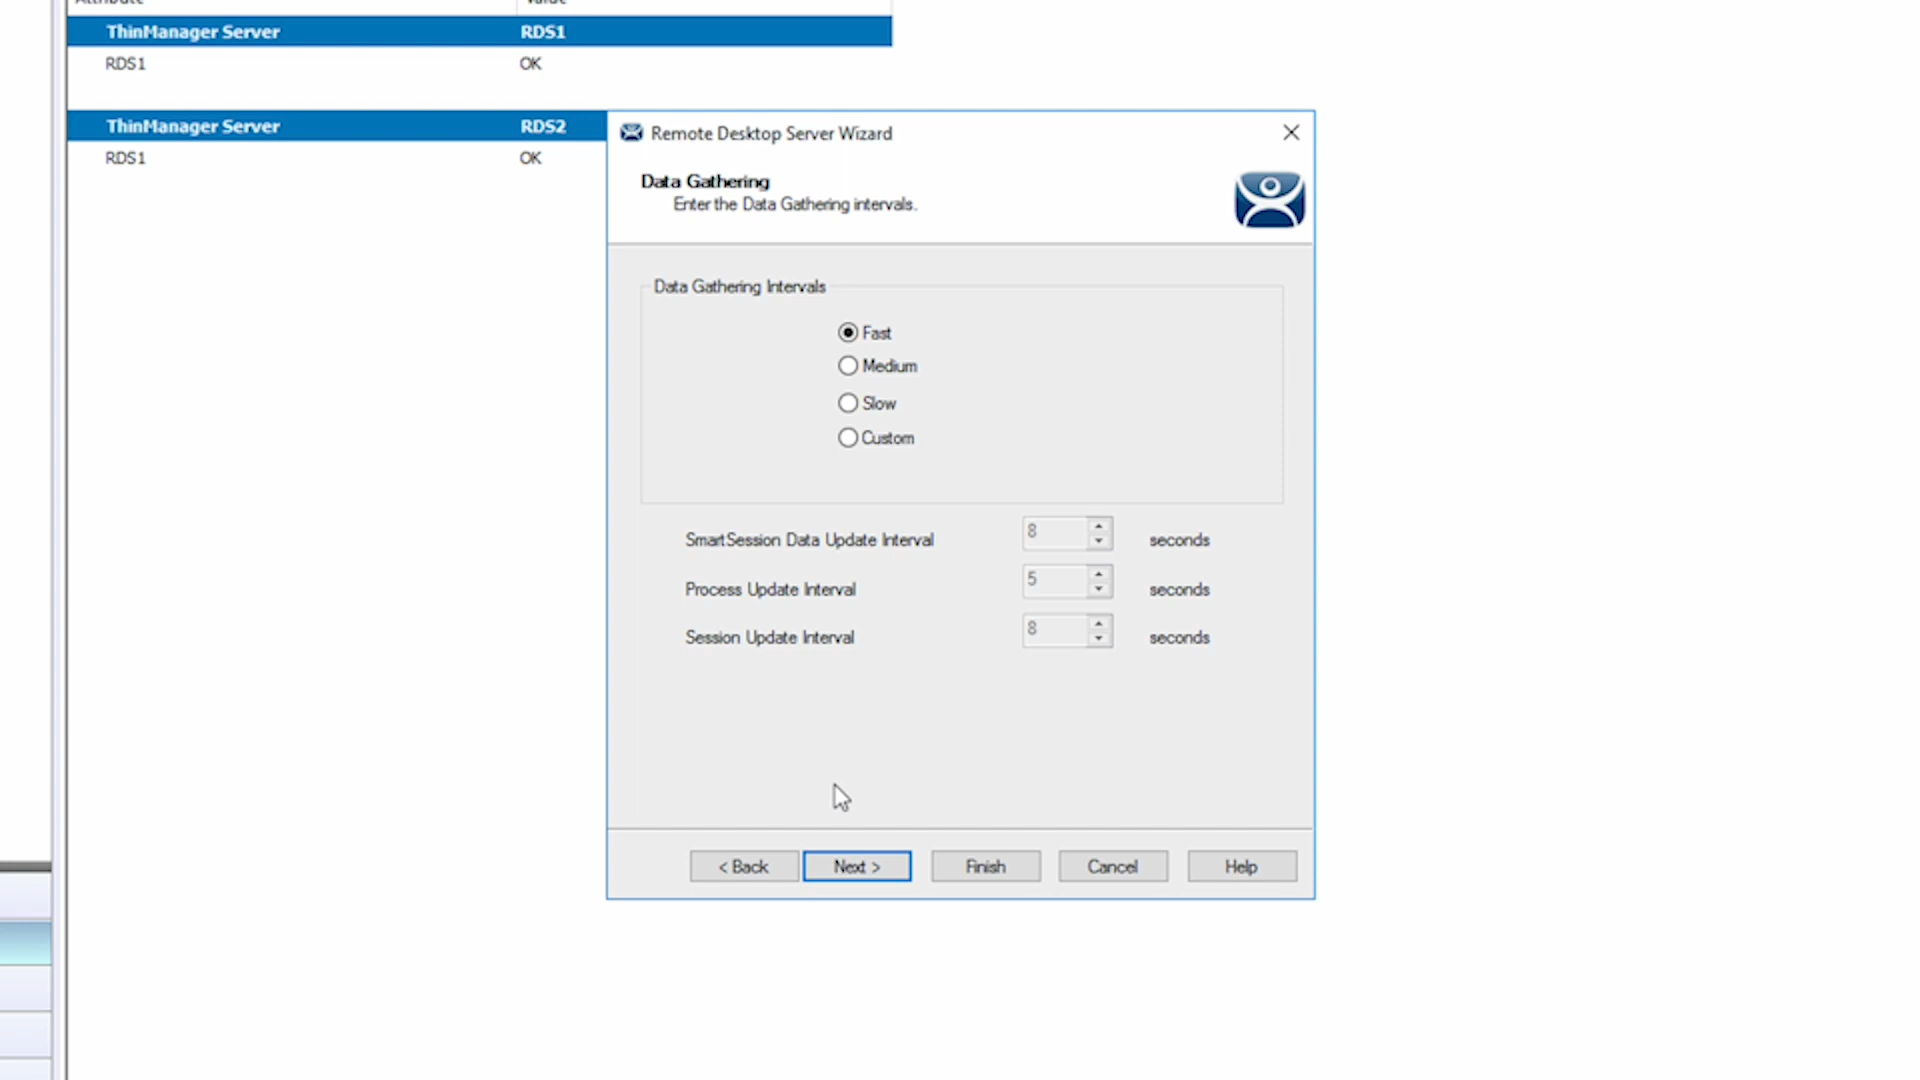 Attribute Value
ThinManager Server RDS1
RDS1 OK
ThinManager Server RDS2
RDS1 OK
Remote Desktop Server Wizard
Data Gathering
Enter the Data Gathering intervals.
Data Gathering Intervals
Fast
Medium
Slow
Custom
SmartSession Data Update Interval 8 seconds
Process Update Interval 5 seconds
Session Update Interval 8 seconds
< Back Next > Finish Cancel Help